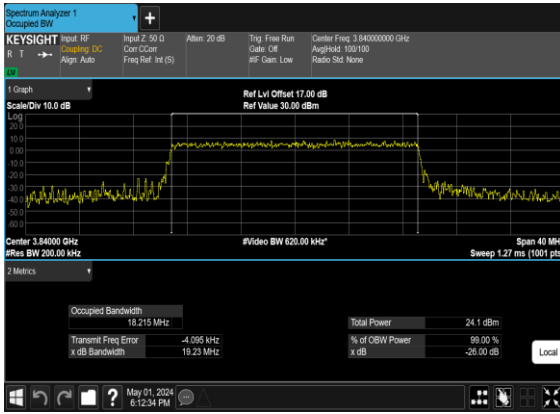 Spectrum Analyzer 1
Occupied BW
+
KEYSIGHT Input: RF Input Z: 50 Ω Atten: 20 dB Trig: Free Run Center Freq: 3.840000000 GHz
R T Coupling: DC Corr CCorr Gate: Off Avg|Hold: 100/100
Align: Auto Freq Ref: Int (S) #IF Gain: Low Radio Std: None
1 Graph Ref Lvl Offset 17.00 dB
Scale/Div 10.0 dB Ref Value 30.00 dBm
Log
20.0
10.0
0.00
-10.0
-20.0
-30.0
-40.0
-50.0
-60.0
Center 3.84000 GHz #Video BW 620.00 kHz* Span 40 MH
#Res BW 200.00 kHz Sweep 1.27 ms (1001 pts
2 Metrics
Occupied Bandwidth
18.215 MHz Total Power 24.1 dBm
Transmit Freq Error -4.095 kHz % of OBW Power 99.00 %
x dB Bandwidth 19.23 MHz x dB -26.00 dB
Local
? May 01, 2024
6:12:34 PM